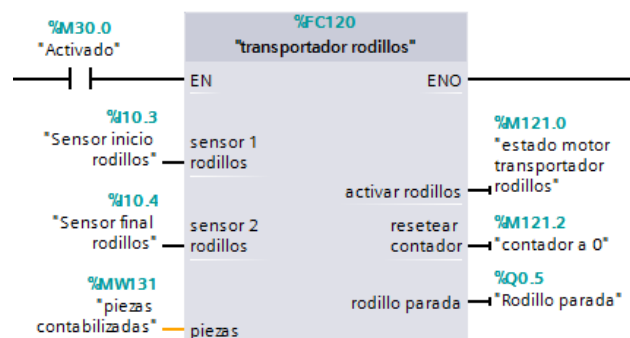 %M30.0
"Activado"
%FC120
"transportador rodillos"
EN
ENO
%I10.3
"Sensor inicio
rodillos"
sensor 1
rodillos
%I10.4
"Sensor final
rodillos"
sensor 2
rodillos
%MW131
"piezas
contabilizadas"
piezas
activar rodillos
%M121.0
"estado motor
transportador
rodillos"
resetear
contador
%M121.2
"contador a 0"
rodillo parada
%Q0.5
"Rodillo parada"